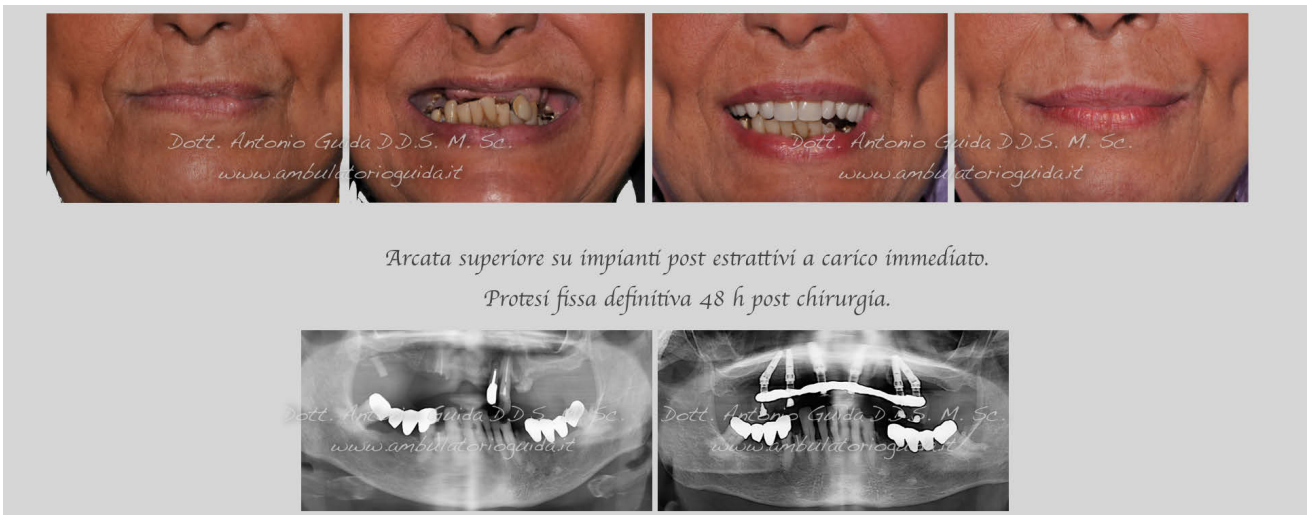 Dott. Antonio Guida D.D.S. M. Sc.
www.ambulatorioguida.it
Dott. Antonio Guida D.D.S. M. Sc.
www.ambulatorioguida.it
Arcata superiore su impianti post estrattivi a carico immediato.
Protesi fissa definitiva 48 h post chirurgia.
Dott. Antonio Guida D.D.S. M. Sc.
www.ambulatorioguida.it
Dott. Antonio Guida D.D.S. M. Sc.
www.ambulatorioguida.it